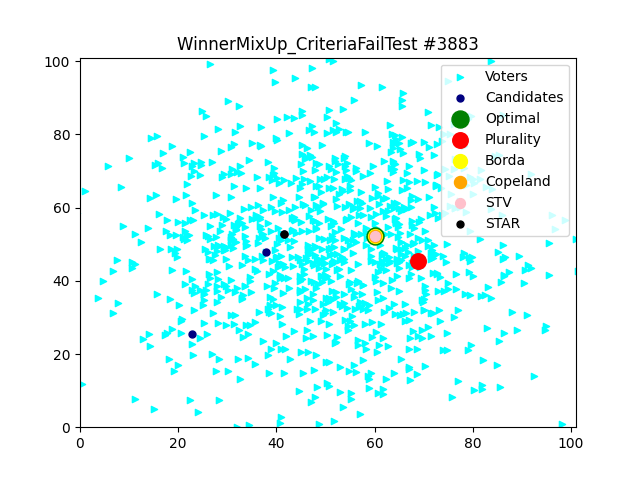 WinnerMixUp_CriteriaFailTest #3883
100
80
60
40
20
0
0
20
40
60
80
100
Voters
Candidates
Optimal
Plurality
Borda
Copeland
STV
STAR